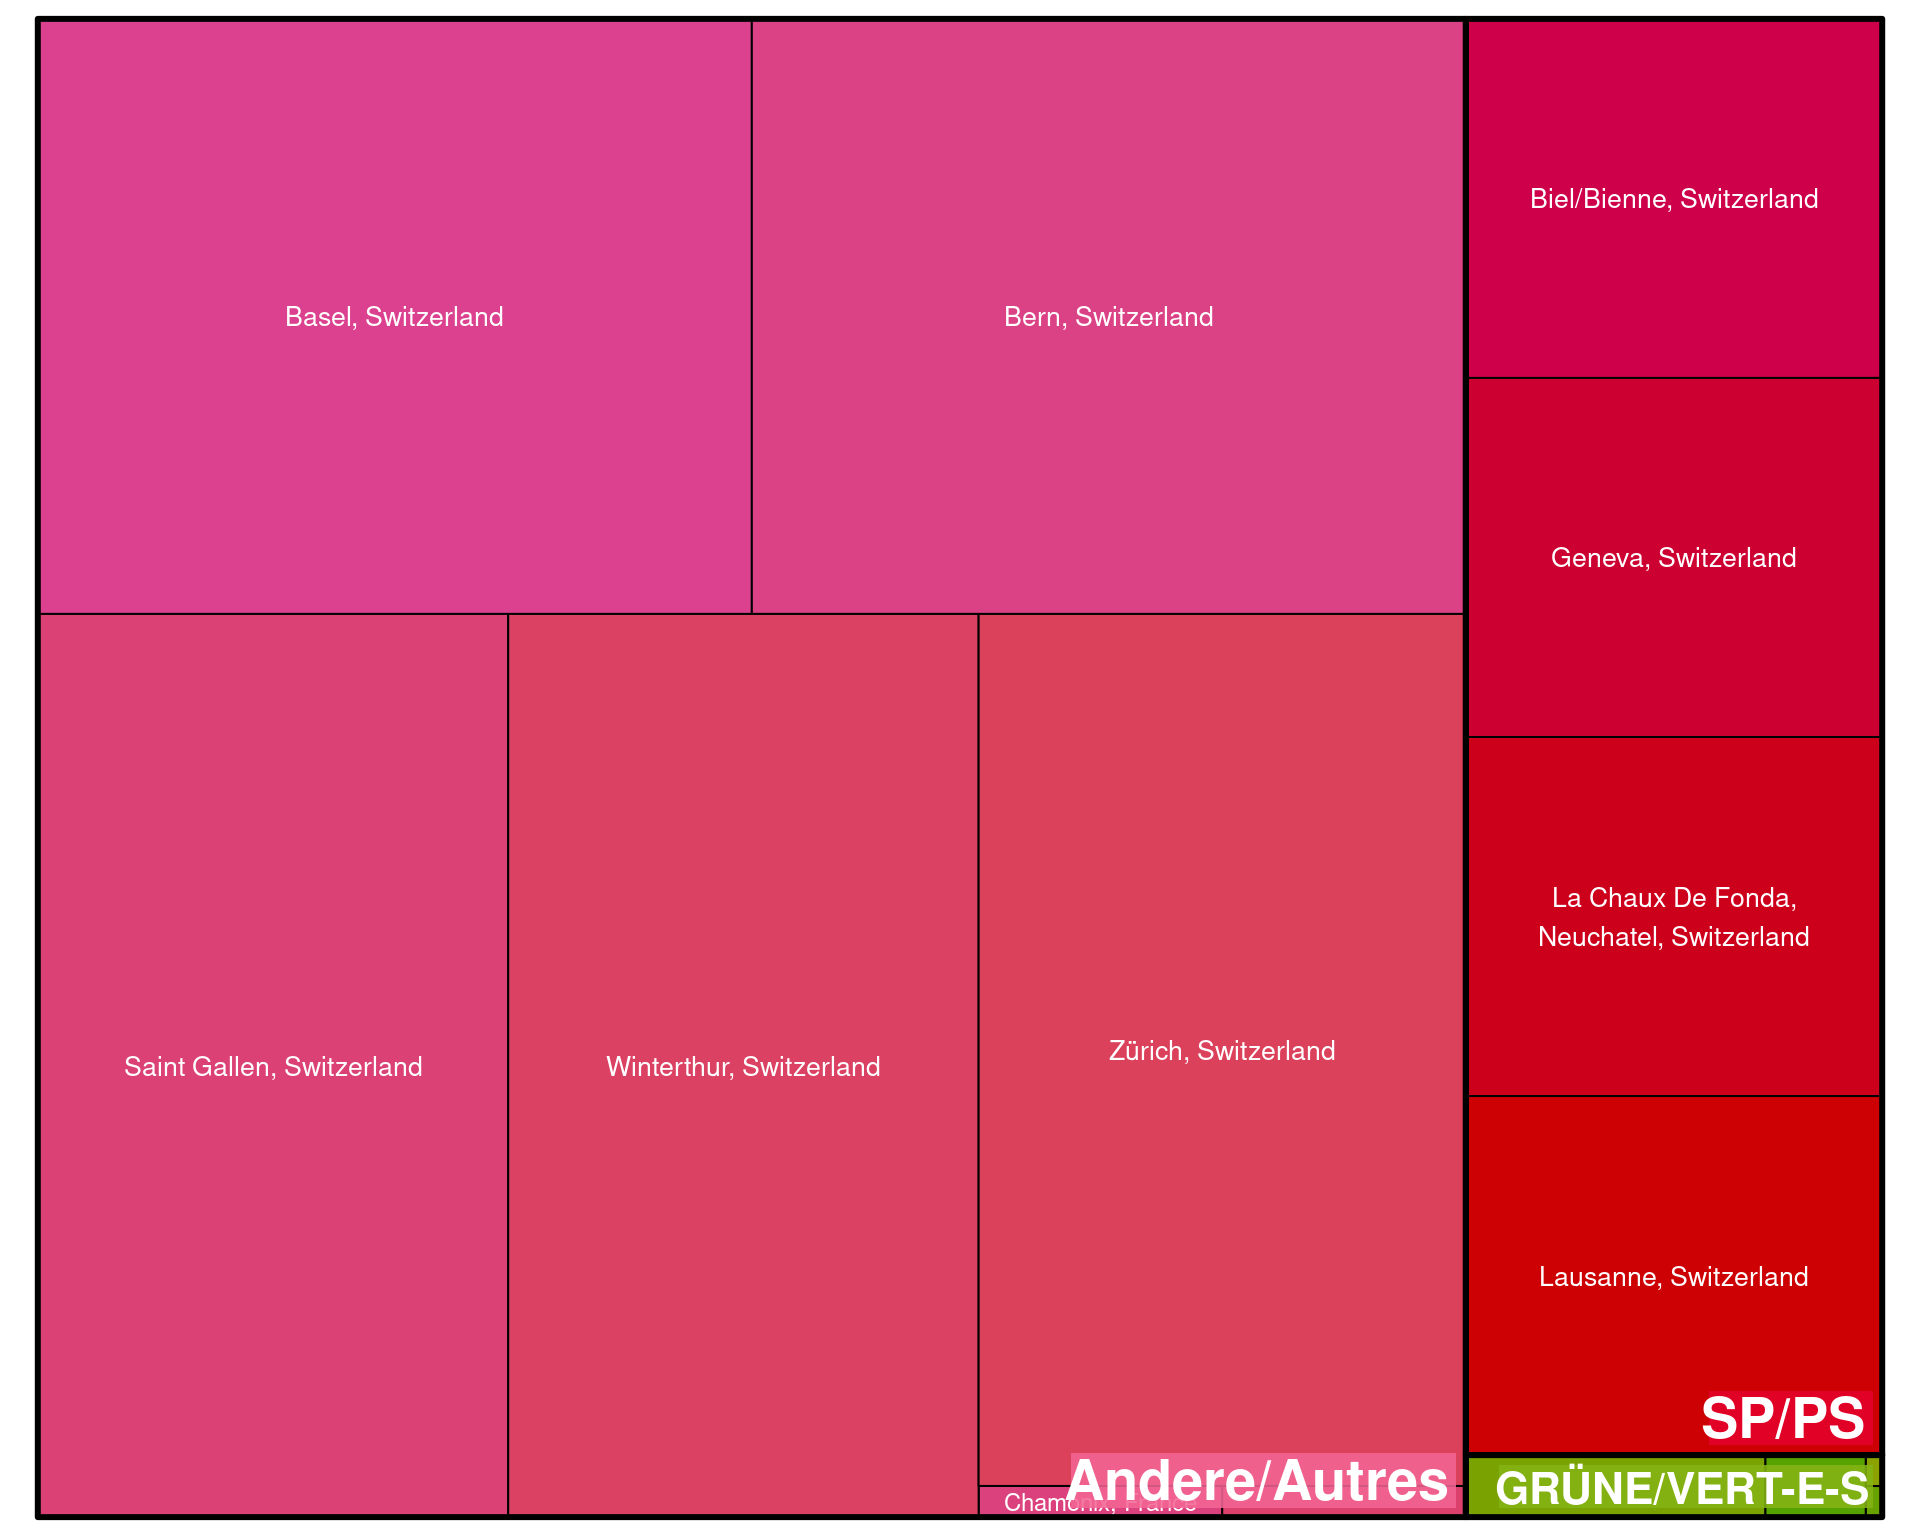 Basel, Switzerland
Bern, Switzerland
Biel/Bienne, Switzerland
Geneva, Switzerland
La Chaux De Fonda,
Neuchatel, Switzerland
Saint Gallen, Switzerland
Winterthur, Switzerland
Zürich, Switzerland
Lausanne, Switzerland
SP/PS
Andere/Autres
GRÜNE/VERT-E-S
Chamonix, France